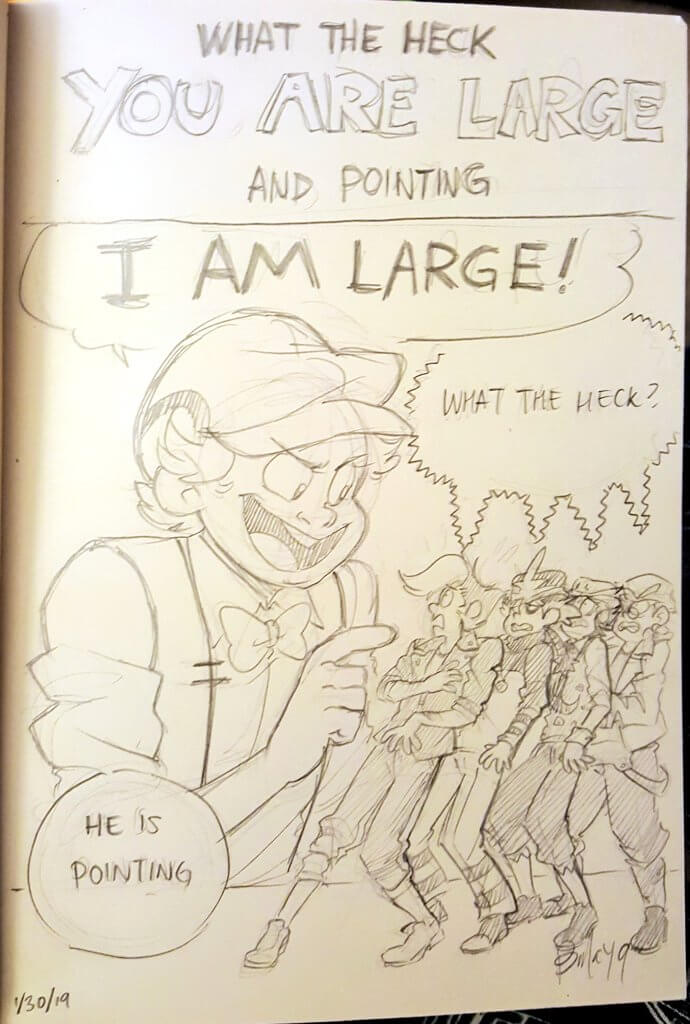 WHAT THE HECK
YOU ARE LARGE
AND POINTING
I AM LARGE!
WHAT THE HECK?
HE IS
POINTING
1/30/19